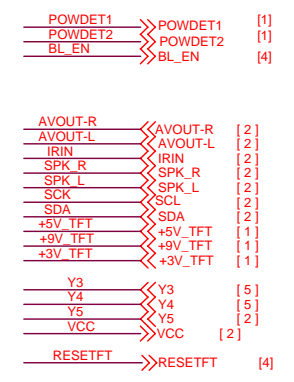 POWDET1 POWDET1 [1]
POWDET2 POWDET2 [1]
BL_EN BL_EN [4]
AVOUT-R AVOUT-R [ 2 ]
AVOUT-L AVOUT-L [ 2 ]
IRIN IRIN [ 2 ]
SPK_R SPK_R [ 2 ]
SPK_L SPK_L [ 2 ]
SCK SCL [ 2 ]
SDA SDA [ 2 ]
+5V_TFT +5V_TFT [ 1 ]
+9V_TFT +9V_TFT [ 1 ]
+3V_TFT +3V_TFT [ 1 ]
Y3 Y3 [ 5 ]
Y4 Y4 [ 5 ]
Y5 Y5 [ 2 ]
VCC VCC [ 2 ]
RESETFT RESETFT [4]